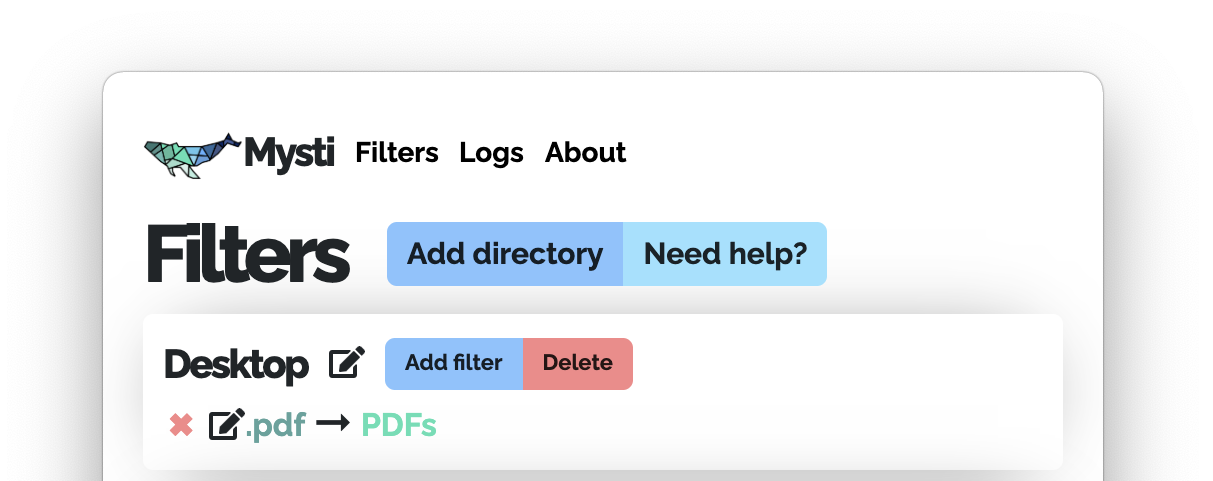 Mysti Filters Logs About
Filters Add directory Need help?
Desktop Add filter Delete
.pdf → PDFs